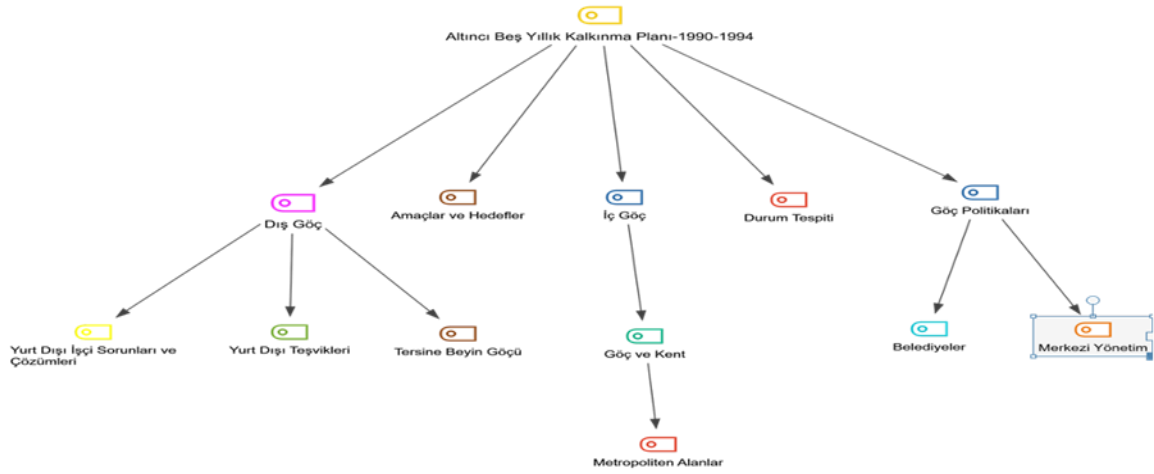 Altıncı Beş Yıllık Kalkınma Planı-1990-1994
Dış Göç
Amaçlar ve Hedefler
İç Göç
Durum Tespiti
Göç Politikaları
Yurt Dışı İşçi Sorunları ve
Çözümleri
Yurt Dışı Teşvikleri
Tersine Beyin Göçü
Göç ve Kent
Belediyeler
Merkezi Yönetim
Metropoliten Alanlar